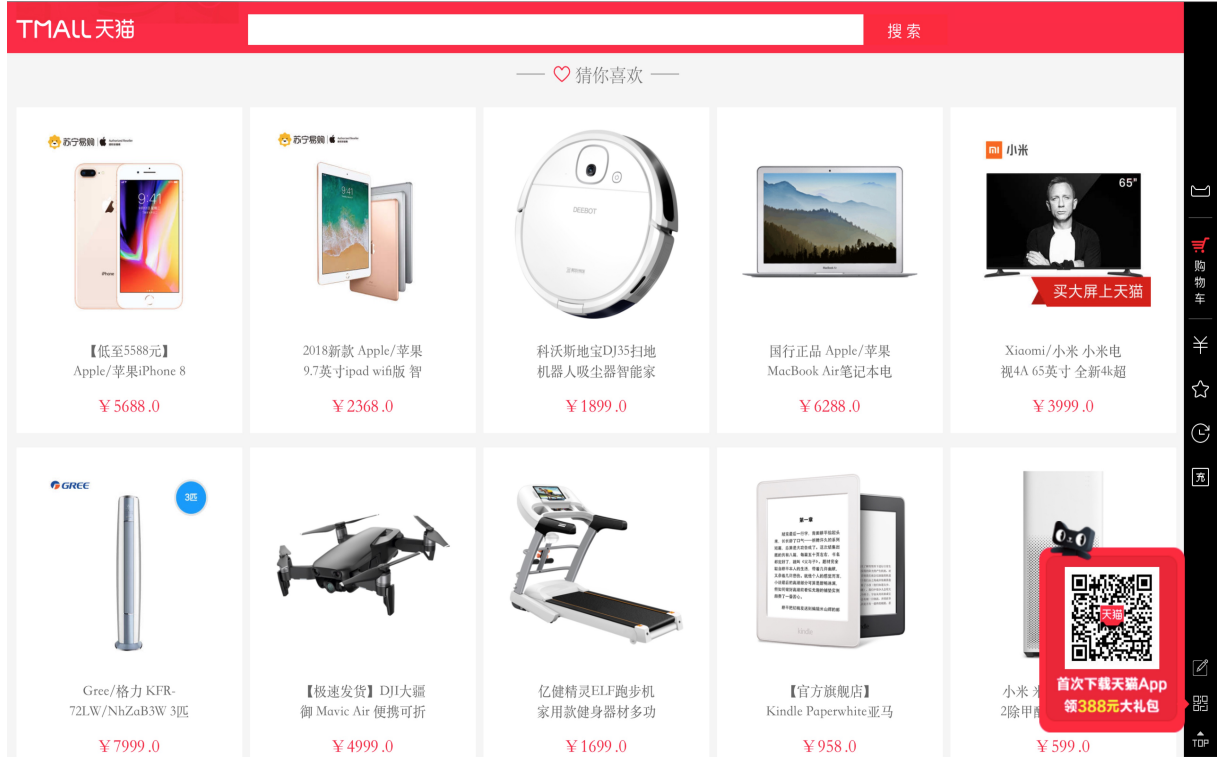 TMALL天猫
搜索
猜你喜欢
苏宁易购
【低至5588元】
Apple/苹果iPhone 8
￥5688.0
苏宁易购
2018新款 Apple/苹果
9.7英寸ipad wifi版 智
￥2368.0
DEEBOT
科沃斯地宝DJ35扫地
机器人吸尘器智能家
￥1899.0
国行正品 Apple/苹果
MacBook Air笔记本电
￥6288.0
小米
65"
买大屏上天猫
Xiaomi/小米 小米电
视4A 65英寸 全新4k超
￥3999.0
GREE
3匹
Gree/格力 KFR-
72LW/NhZaB3W 3匹
￥7999.0
【极速发货】DJI大疆
御 Mavic Air 便携可折
￥4999.0
亿健精灵ELF跑步机
家用款健身器材多功
￥1699.0
第一章
kindle
【官方旗舰店】
Kindle Paperwhite亚马
￥958.0
小米 米
2除甲醛
￥599.0
天猫
首次下载天猫App
领388元大礼包
购物车
充
TOP